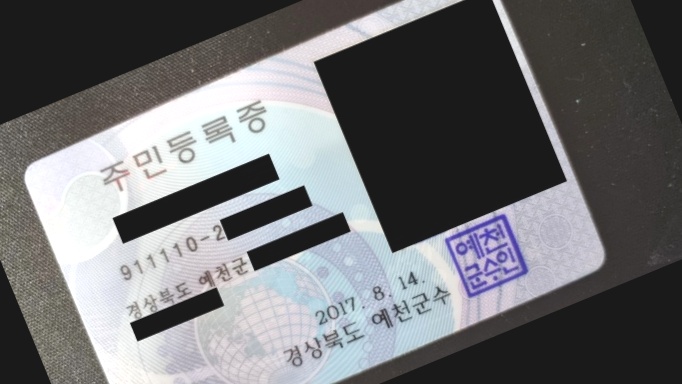 주민등록증
911110-2
경상북도 예천군
2017. 8. 14.
경상북도 예천군수
예천
군수인